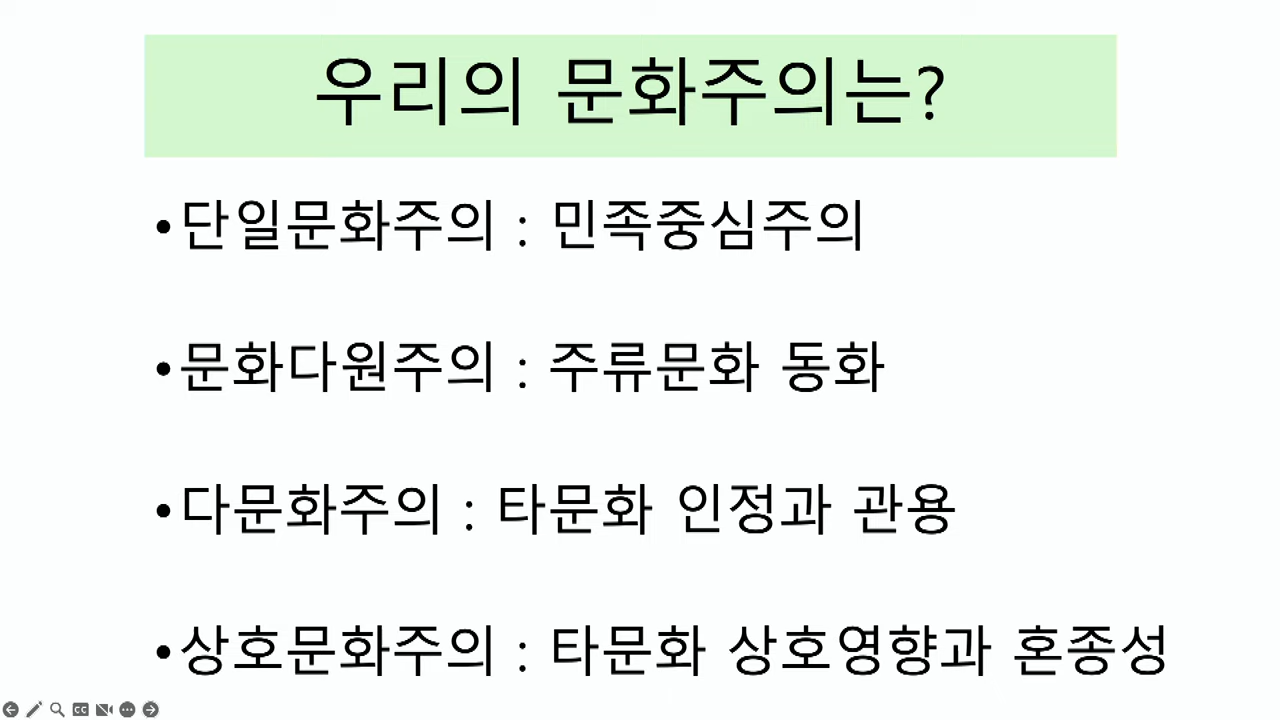 우리의 문화주의는?
•단일문화주의 : 민족중심주의
•문화다원주의 : 주류문화 동화
•다문화주의 : 타문화 인정과 관용
•상호문화주의 : 타문화 상호영향과 혼종성
CC